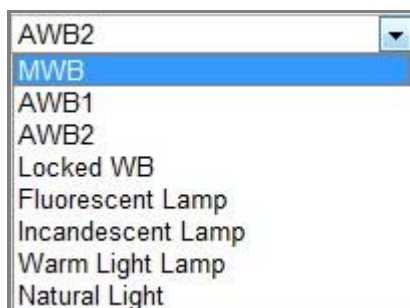 AWB2
MWB
AWB1
AWB2
Locked WB
Fluorescent Lamp
Incandescent Lamp
Warm Light Lamp
Natural Light